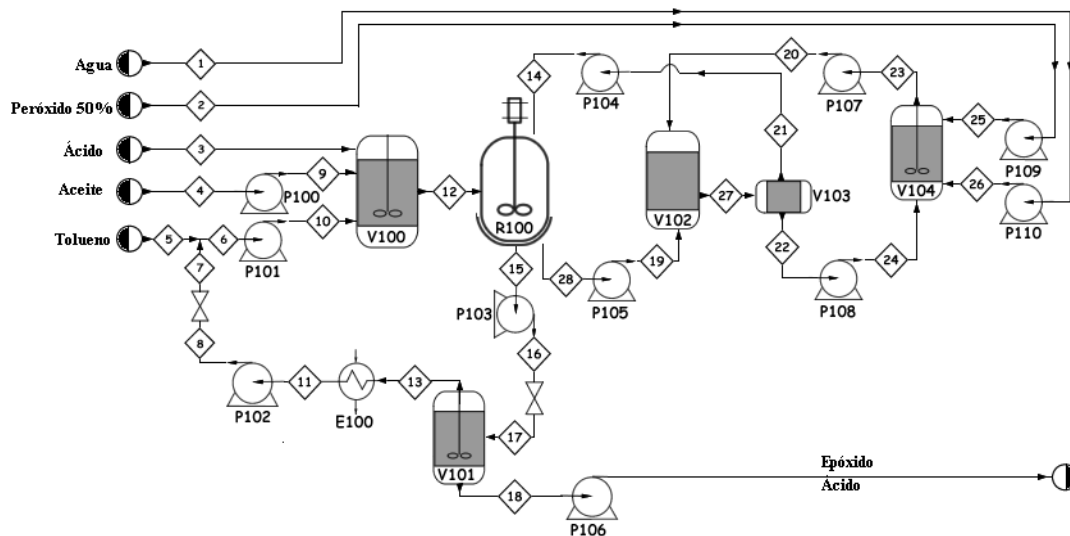 Agua
1
Peróxido 50%
2
Ácido
3
Aceite
4
9
P100
Tolueno
5
6
10
P101
7
8
V100
12
14
R100
15
28
P103
16
17
P104
20
P107
23
21
V102
27
V103
22
19
P105
P108
24
V104
25
P109
26
P110
P102
11
E100
13
V101
18
P106
Epóxido
Ácido